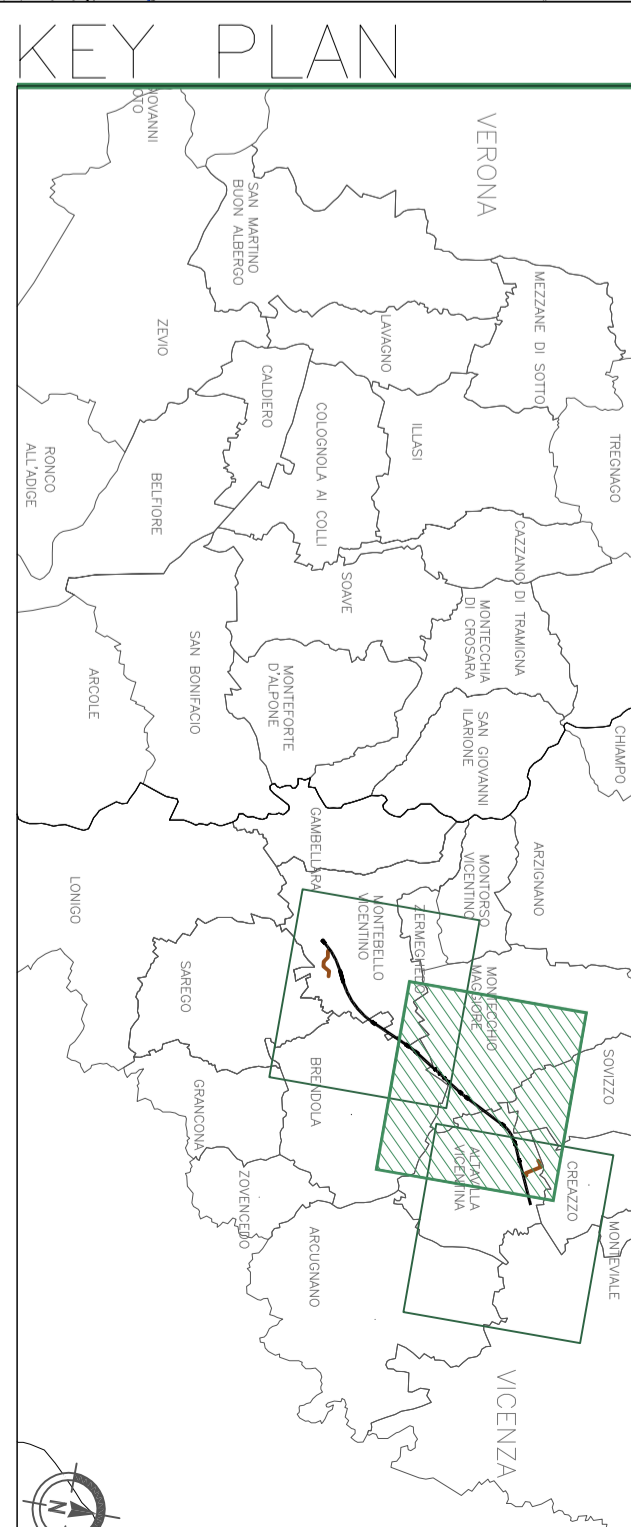 KEY PLAN
OVANNI
OTO
VERONA
SAN MARTINO
BUON ALBERGO
MEZZANE DI SOTTO
ZEVIO
LAVAGNO
CALDIERO
TREGNAGO
COLOGNOLA AI COLLI
ILLASI
RONCO
ALL'ADIGE
BELFIORE
CAZZANO DI TRAMIGNA
SOAVE
MONTECCHIA
DI CROSARA
SAN BONIFACIO
ARCOLE
MONTEFORTE
D'ALPONE
SAN GIOVANNI
ILARIONE
CHIAMPO
GAMBELLARA
ARZIGNANO
MONTORSO
VICENTINO
LONIGO
MONTEBELLO
VICENTINO
ZERMEGHEDO
SAREGO
MONTECCHIO
MAGGIORE
SOVIZZO
BRENDOLA
GRANCONA
ALTAVILLA
VICENTINA
CREAZZO
ZOVENCEDO
MONTEVIALE
ARCUGNANO
VICENZA
N